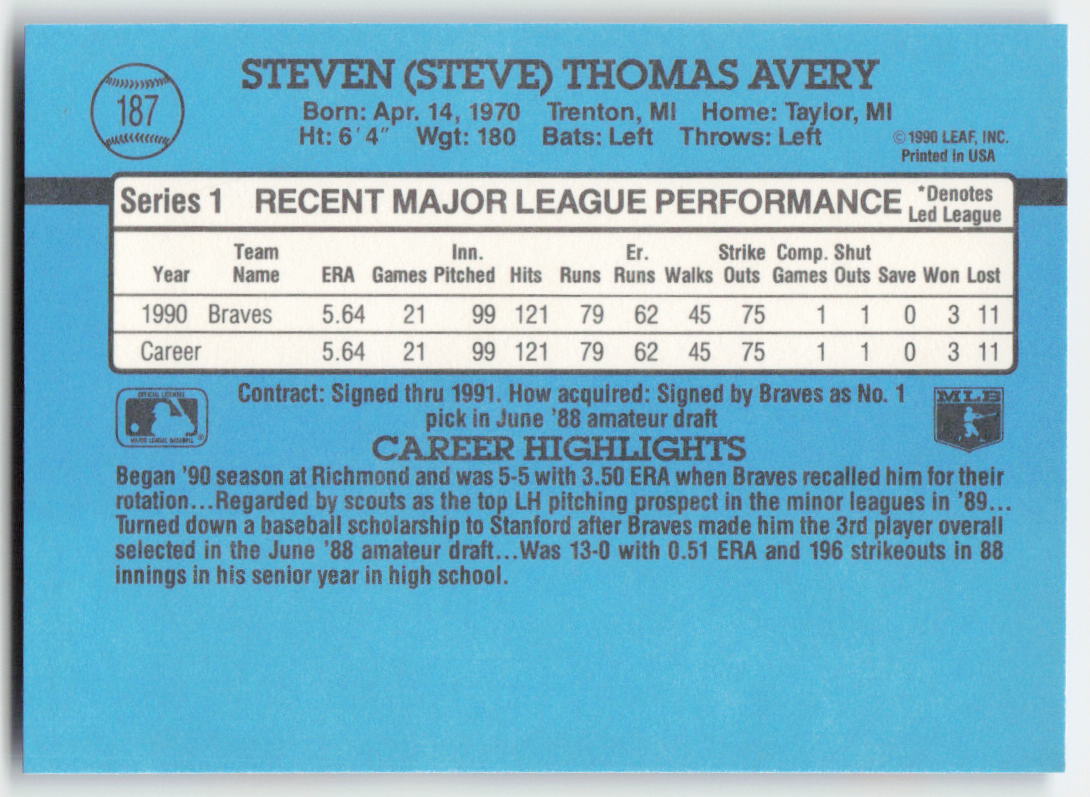 187
STEVEN (STEVE) THOMAS AVERY
Born: Apr. 14, 1970 Trenton, MI Home: Taylor, MI
Ht: 6'4" Wgt: 180 Bats: Left Throws: Left
© 1990 LEAF, INC.
Printed in USA
Series 1 RECENT MAJOR LEAGUE PERFORMANCE *Denotes Led League
Year Team Name ERA Games Inn. Pitched Hits Runs Er. Runs Walks Strike Outs Comp. Games Shut Outs Save Won Lost
1990 Braves 5.64 21 99 121 79 62 45 75 1 1 0 3 11
Career 5.64 21 99 121 79 62 45 75 1 1 0 3 11
OFFICIAL LICENSEE
MAJOR LEAGUE BASEBALL ®
Contract: Signed thru 1991. How acquired: Signed by Braves as No. 1
pick in June '88 amateur draft
MLB
CAREER HIGHLIGHTS
Began '90 season at Richmond and was 5-5 with 3.50 ERA when Braves recalled him for their
rotation...Regarded by scouts as the top LH pitching prospect in the minor leagues in '89...
Turned down a baseball scholarship to Stanford after Braves made him the 3rd player overall
selected in the June '88 amateur draft...Was 13-0 with 0.51 ERA and 196 strikeouts in 88
innings in his senior year in high school.